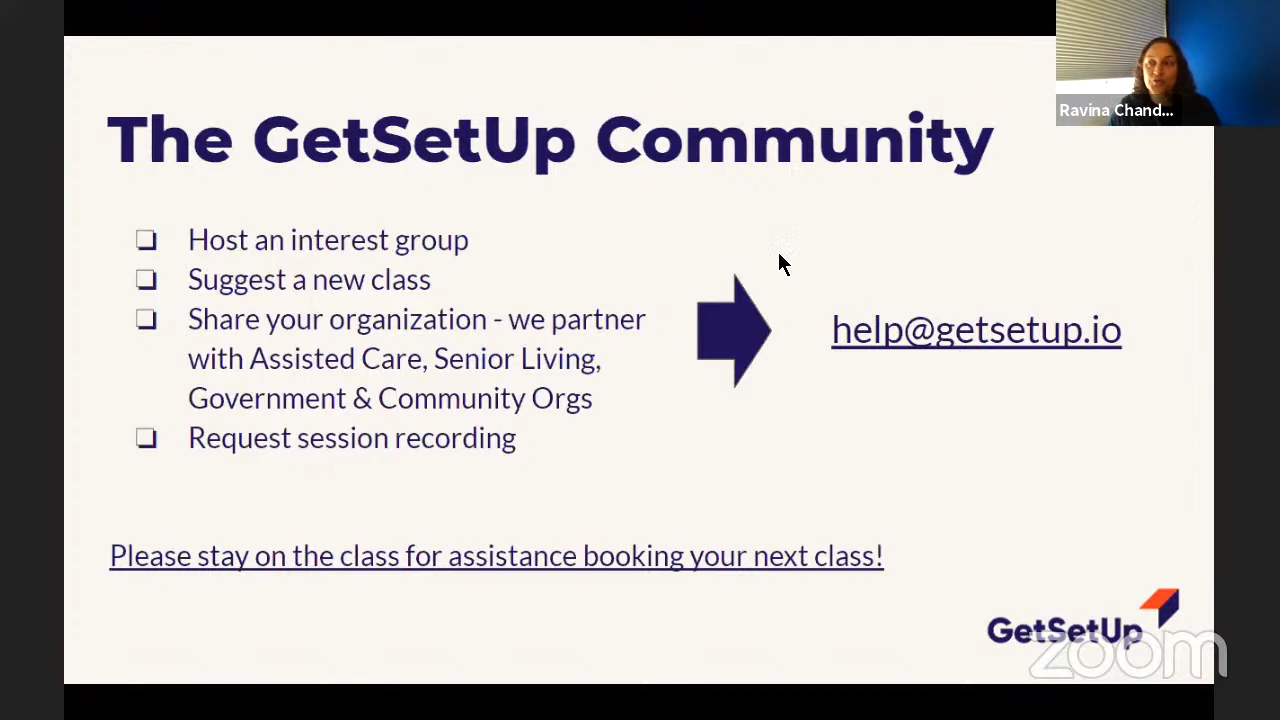 Ravina Chand...
The GetSetUp Community
❏ Host an interest group
❏ Suggest a new class
❏ Share your organization - we partner
with Assisted Care, Senior Living,
Government & Community Orgs
❏ Request session recording
help@getsetup.io
Please stay on the class for assistance booking your next class!
GetSetUp
zoom